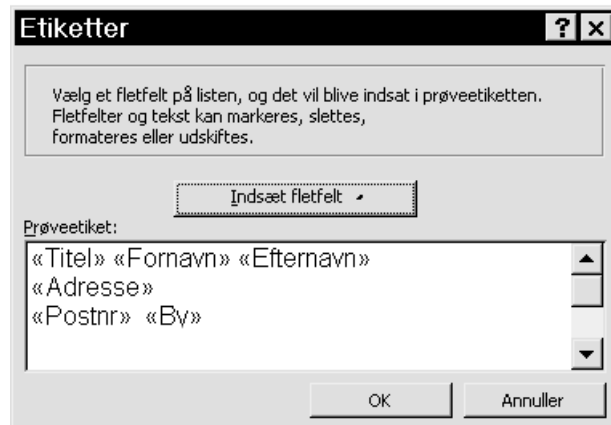 Etiketter
Vælg et fletfelt på listen, og det vil blive indsat i prøveetiketten.
Fletfelter og tekst kan markeres, slettes,
formateres eller udskiftes.
Indsæt fletfelt
Prøveetiket:
«Titel» «Fornavn» «Efternavn»
«Adresse»
«Postnr» «By»
OK
Annuller